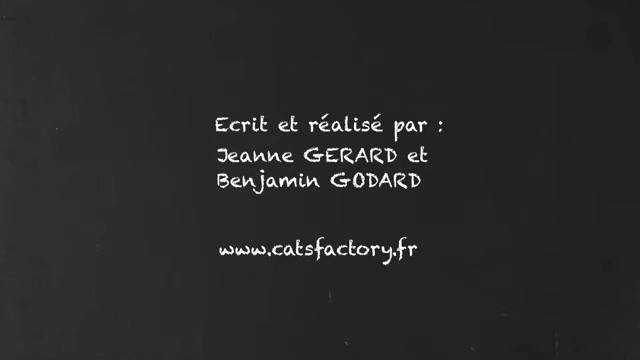 Ecrit et réalisé par :
Jeanne GERARD et
Benjamin GODARD
www.catsfactory.fr